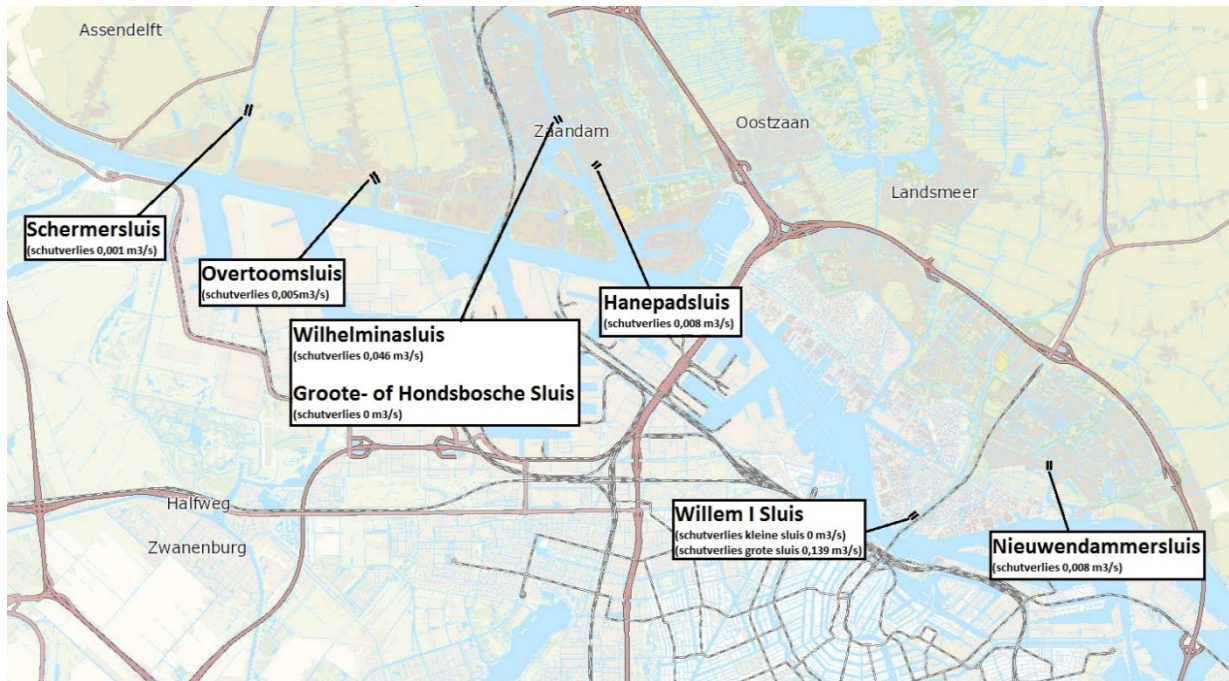 Assendelft
Zaandam
Oostzaan
Landsmeer
Schermersluis
(schutverlies 0,001 m3/s)
Overtoomsluis
(schutverlies 0,005m3/s)
Hanepadsluis
(schutverlies 0,008 m3/s)
Wilhelminasluis
(schutverlies 0,046 m3/s)
Groote- of Hondsbosche Sluis
(schutverlies 0 m3/s)
Halfweg
Zwanenburg
Willem I Sluis
(schutverlies kleine sluis 0 m3/s)
(schutverlies grote sluis 0,139 m3/s)
Nieuwendammersluis
(schutverlies 0,008 m3/s)